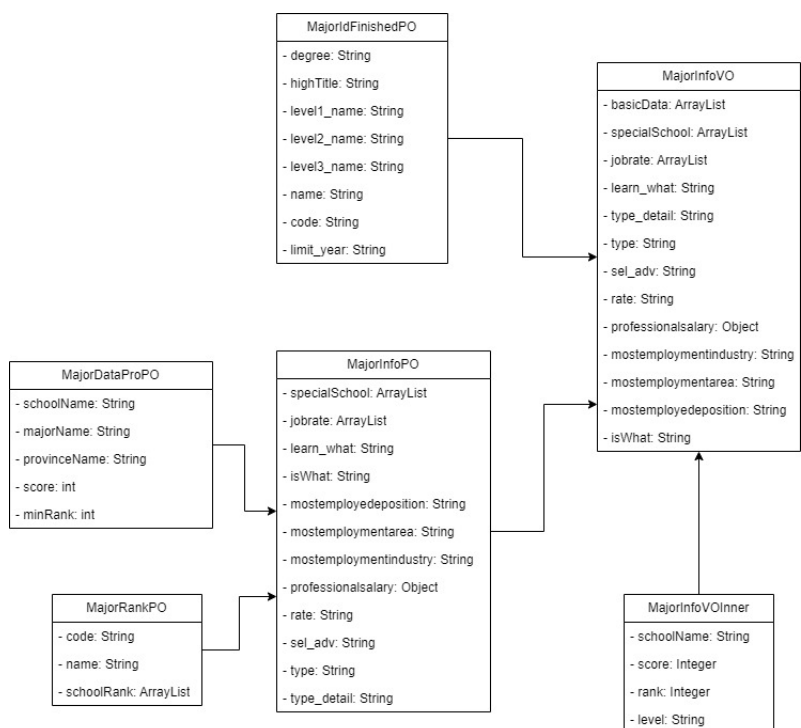 MajorIdFinishedPO
- degree: String
- highTitle: String
- level1_name: String
- level2_name: String
- level3_name: String
- name: String
- code: String
- limit_year: String
MajorInfoVO
- basicData: ArrayList
- specialSchool: ArrayList
- jobrate: ArrayList
- learn_what: String
- type_detail: String
- type: String
- sel_adv: String
- rate: String
- professionalsalary: Object
- mostemploymentindustry: String
- mostemploymentarea: String
- mostemployedeposition: String
- isWhat: String
MajorDataProPO
- schoolName: String
- majorName: String
- provinceName: String
- score: int
- minRank: int
MajorInfoPO
- specialSchool: ArrayList
- jobrate: ArrayList
- learn_what: String
- isWhat: String
- mostemployedeposition: String
- mostemploymentarea: String
- mostemploymentindustry: String
- professionalsalary: Object
- rate: String
- sel_adv: String
- type: String
- type_detail: String
MajorRankPO
- code: String
- name: String
- schoolRank: ArrayList
MajorInfoVOInner
- schoolName: String
- score: Integer
- rank: Integer
- level: String